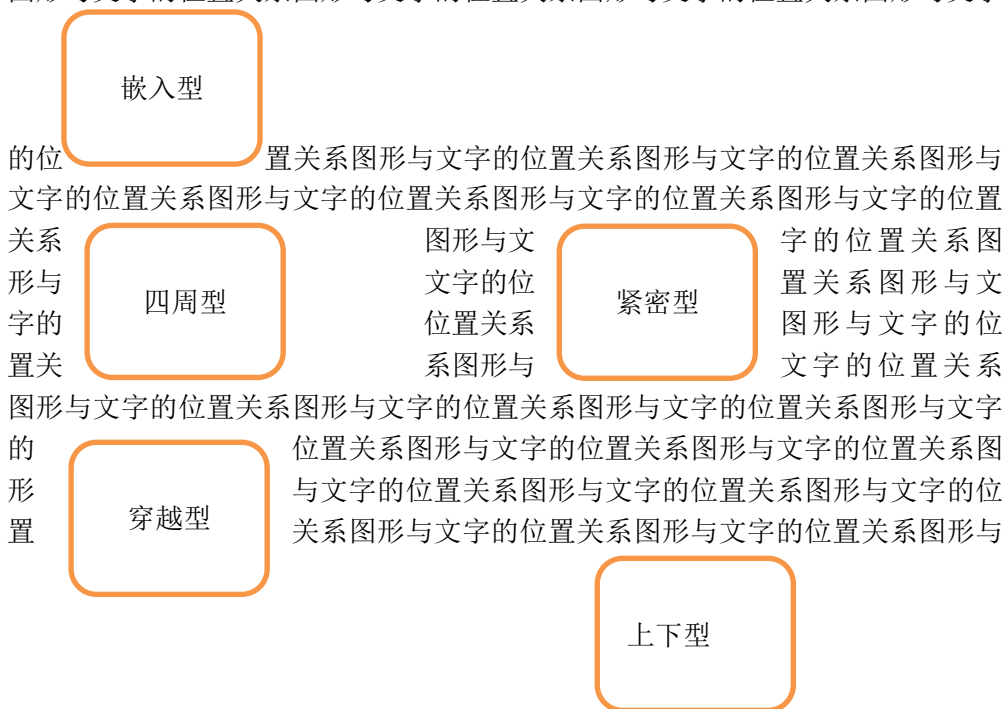 图形与文字的位置关系图形与文字的位置关系图形与文字的位置关系图形与文字
嵌入型
的位 置关系图形与文字的位置关系图形与文字的位置关系图形与
文字的位置关系图形与文字的位置关系图形与文字的位置关系图形与文字的位置
关系 图形与文 字的位置关系图
形与 文字的位 置关系图形与文
四周型 紧密型
字的 位置关系 图形与文字的位
置关 系图形与 文字的位置关系
图形与文字的位置关系图形与文字的位置关系图形与文字的位置关系图形与文字
的 位置关系图形与文字的位置关系图形与文字的位置关系图
形 与文字的位置关系图形与文字的位置关系图形与文字的位
穿越型
置 关系图形与文字的位置关系图形与文字的位置关系图形与
上下型